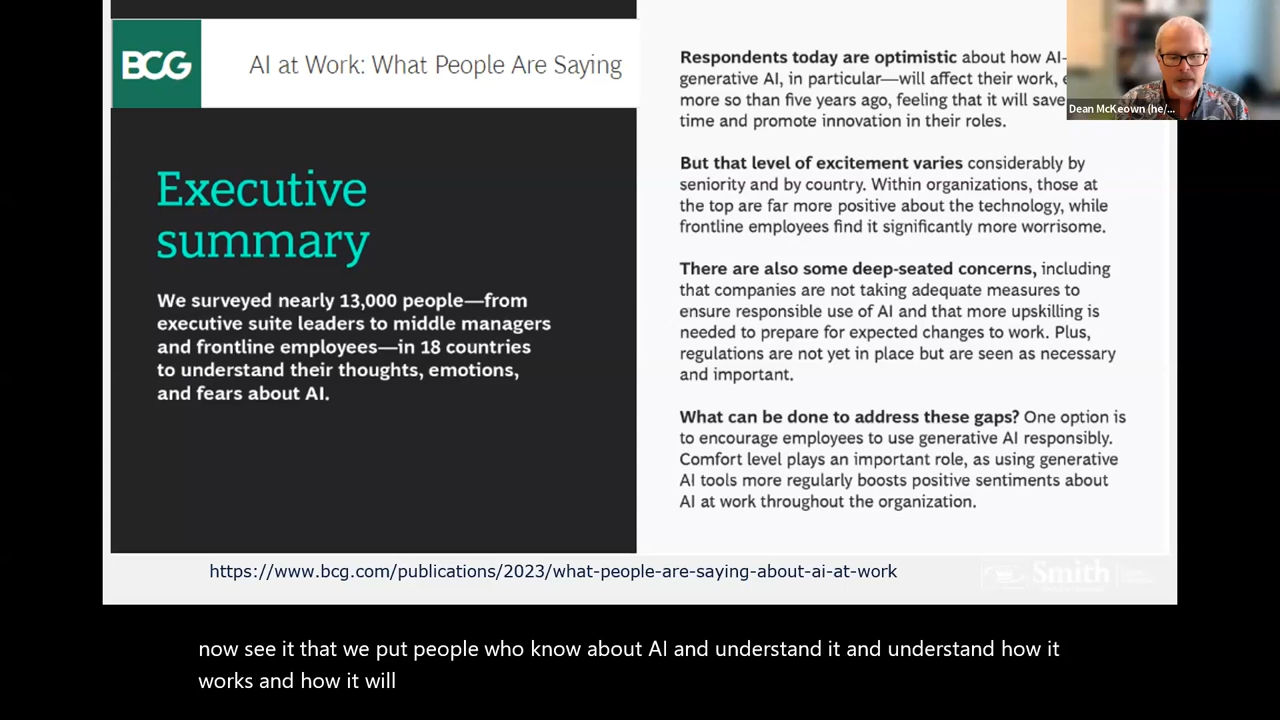 BCG
AI at Work: What People Are Saying
Executive
summary
We surveyed nearly 13,000 people—from
executive suite leaders to middle managers
and frontline employees—in 18 countries
to understand their thoughts, emotions,
and fears about AI.
Respondents today are optimistic about how AI-
generative AI, in particular—will affect their work,
more so than five years ago, feeling that it will save
time and promote innovation in their roles.
But that level of excitement varies considerably by
seniority and by country. Within organizations, those at
the top are far more positive about the technology, while
frontline employees find it significantly more worrisome.
There are also some deep-seated concerns, including
that companies are not taking adequate measures to
ensure responsible use of AI and that more upskilling is
needed to prepare for expected changes to work. Plus,
regulations are not yet in place but are seen as necessary
and important.
What can be done to address these gaps? One option is
to encourage employees to use generative AI responsibly.
Comfort level plays an important role, as using generative
AI tools more regularly boosts positive sentiments about
AI at work throughout the organization.
Dean McKeown (he/...
https://www.bcg.com/publications/2023/what-people-are-saying-about-ai-at-work
Smith
now see it that we put people who know about AI and understand it and understand how it
works and how it will